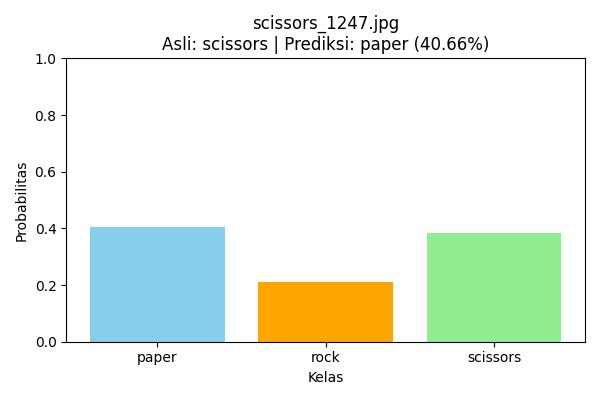 scissors_1247.jpg
Asli: scissors | Prediksi: paper (40.66%)
1.0
0.8
0.6
0.4
0.2
0.0
Probabilitas
paper rock scissors
Kelas